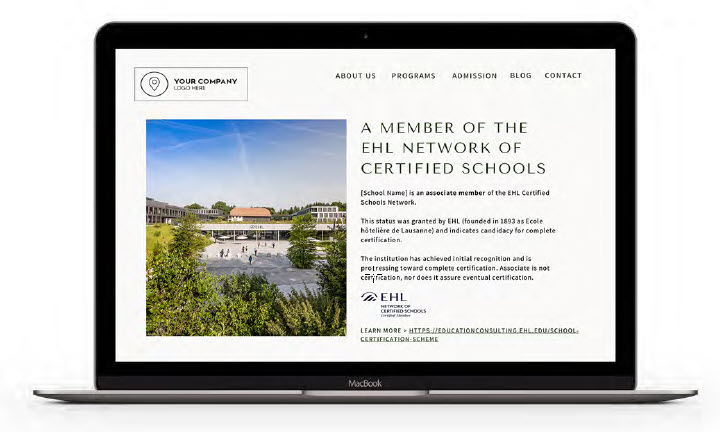 YOUR COMPANY
LOGO HERE
ABOUT US PROGRAMS ADMISSION BLOG CONTACT
A MEMBER OF THE
EHL NETWORK OF
CERTIFIED SCHOOLS
[School Name] is an associate member of the EHL Certified
Schools Network.
This status was granted by EHL (founded in 1893 as Ecole
hôtelière de Lausanne) and indicates candidacy for complete
certification.
The institution has achieved initial recognition and is
progressing toward complete certification. Associate is not
certification, nor does it assure eventual certification.
EHL
NETWORK OF
CERTIFIED SCHOOLS
Certified Member
LEARN MORE > HTTPS://EDUCATIONCONSULTING.EHL.EDU/SCHOOL-
CERTIFICATION-SCHEME
MacBook